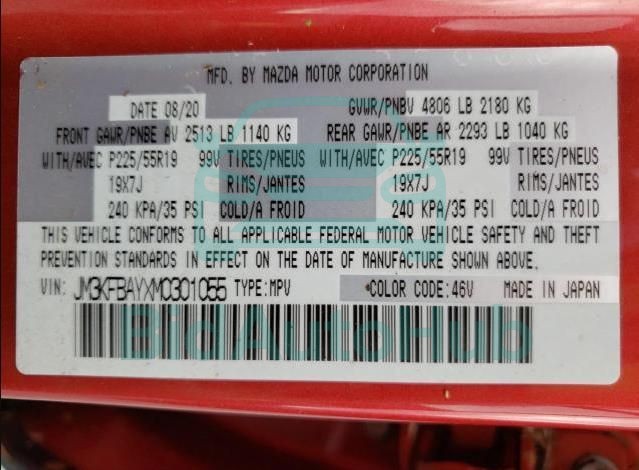 MFD. BY MAZDA MOTOR CORPORATION
DATE 08/20 GVWR/PNBV 4806 LB 2180 KG
FRONT GAWR/PNBE AV 2513 LB 1140 KG REAR GAWR/PNBE AR 2293 LB 1040 KG
WITH/AVEC P225/55R19 99V TIRES/PNEUS WITH/AVEC P225/55R19 99V TIRES/PNEUS
19X7J RIMS/JANTES 19X7J RIMS/JANTES
240 KPA/35 PSI COLD/A FROID 240 KPA/35 PSI COLD/A FROID
THIS VEHICLE CONFORMS TO ALL APPLICABLE FEDERAL MOTOR VEHICLE SAFETY AND THEFT
PREVENTION STANDARDS IN EFFECT ON THE DATE OF MANUFACTURE SHOWN ABOVE.
VIN: JM3KFBAYXM0301055 TYPE:MPV COLOR CODE:46V MADE IN JAPAN
BidAutoHub